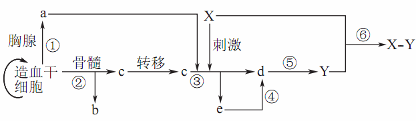 a X ⑥ X-Y
胸腺 ① 刺激
造血干 骨髓 c 转移 c ③ d ⑤ Y
细胞 ② ④
b e